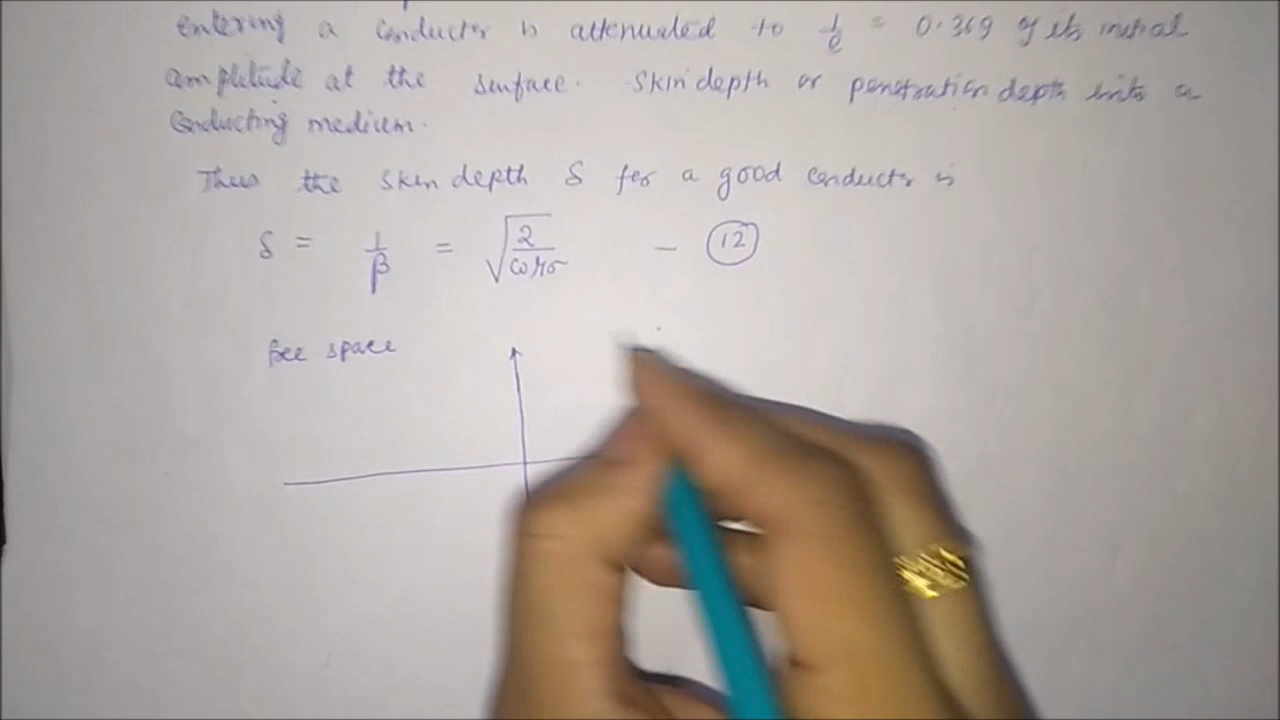 entering a conductor is attenuated to 1/e = 0.369 of its initial
amplitude at the surface. Skin depth or penetration depth into a
Conducting medium.
Thus the skin depth δ for a good conductor is
δ = 1/β = √(2/ωμσ) - (12)
free space